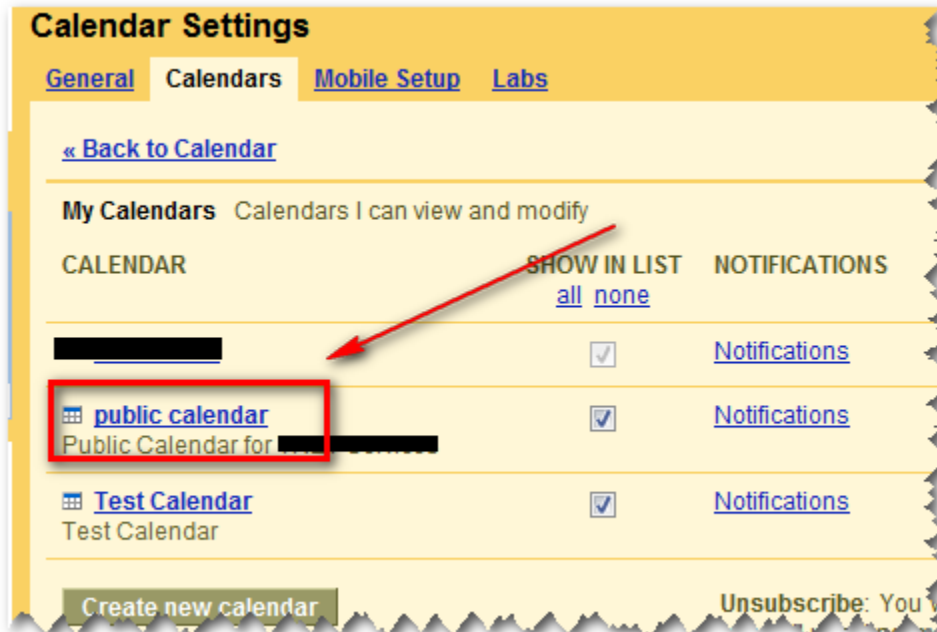 Calendar Settings
General Calendars Mobile Setup Labs
« Back to Calendar
My Calendars Calendars I can view and modify
CALENDAR SHOW IN LIST NOTIFICATIONS
all none
Notifications
public calendar Notifications
Public Calendar for
Test Calendar Notifications
Test Calendar
Create new calendar Unsubscribe: You